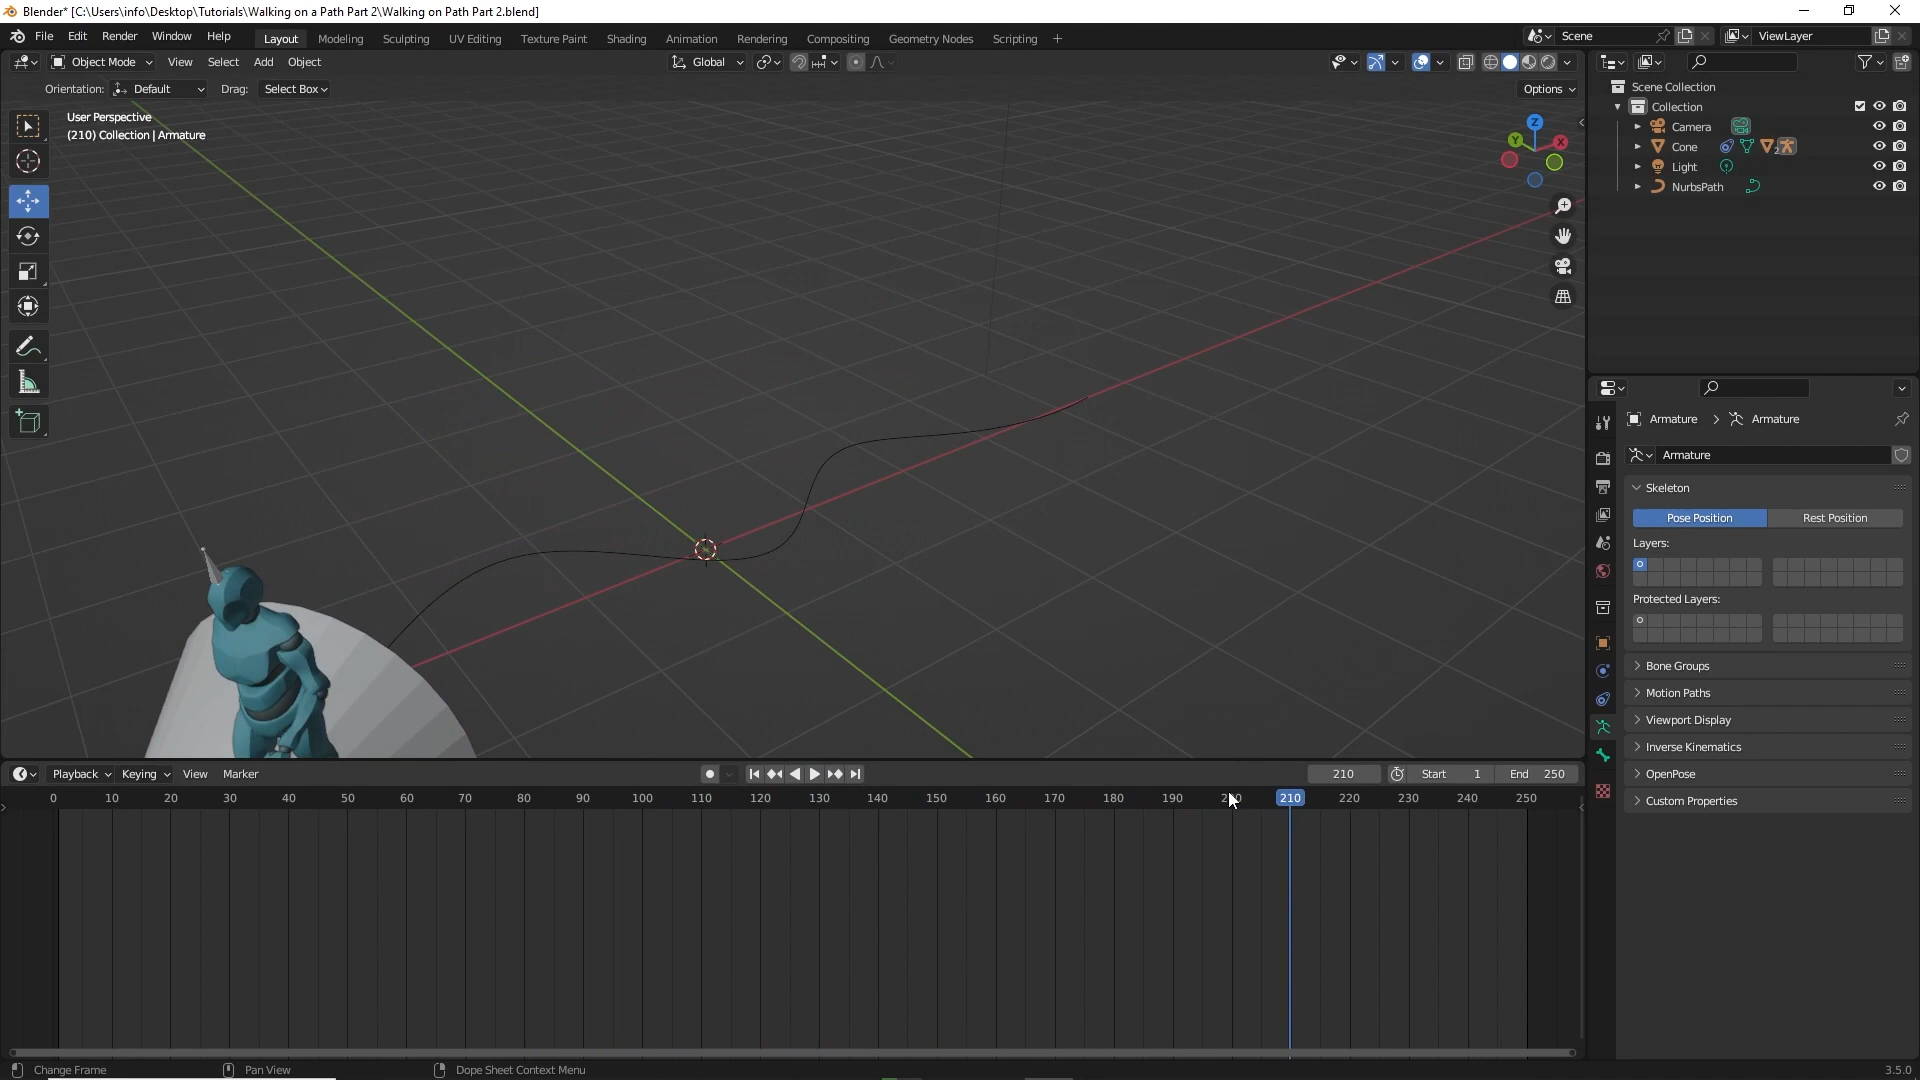 Blender* [C:\Users\info\Desktop\Tutorials\Walking on a Path Part 2\Walking on Path Part 2.blend]
File Edit Render Window Help Layout Modeling Sculpting UV Editing Texture Paint Shading Animation Rendering Compositing Geometry Nodes Scripting + Scene ViewLayer
Object Mode View Select Add Object Global
Orientation: Default Drag: Select Box Options
User Perspective
(210) Collection | Armature
Z
Y X
Scene Collection
Collection
Camera
Cone 2
Light
NurbsPath
Armature > Armature
Armature
Skeleton
Pose Position Rest Position
Layers:
Protected Layers:
Bone Groups
Motion Paths
Viewport Display
Inverse Kinematics
OpenPose
Custom Properties
Playback Keying View Marker 210 Start 1 End 250
0 10 20 30 40 50 60 70 80 90 100 110 120 130 140 150 160 170 180 190 200 210 220 230 240 250
Change Frame Pan View Dope Sheet Context Menu 3.5.0